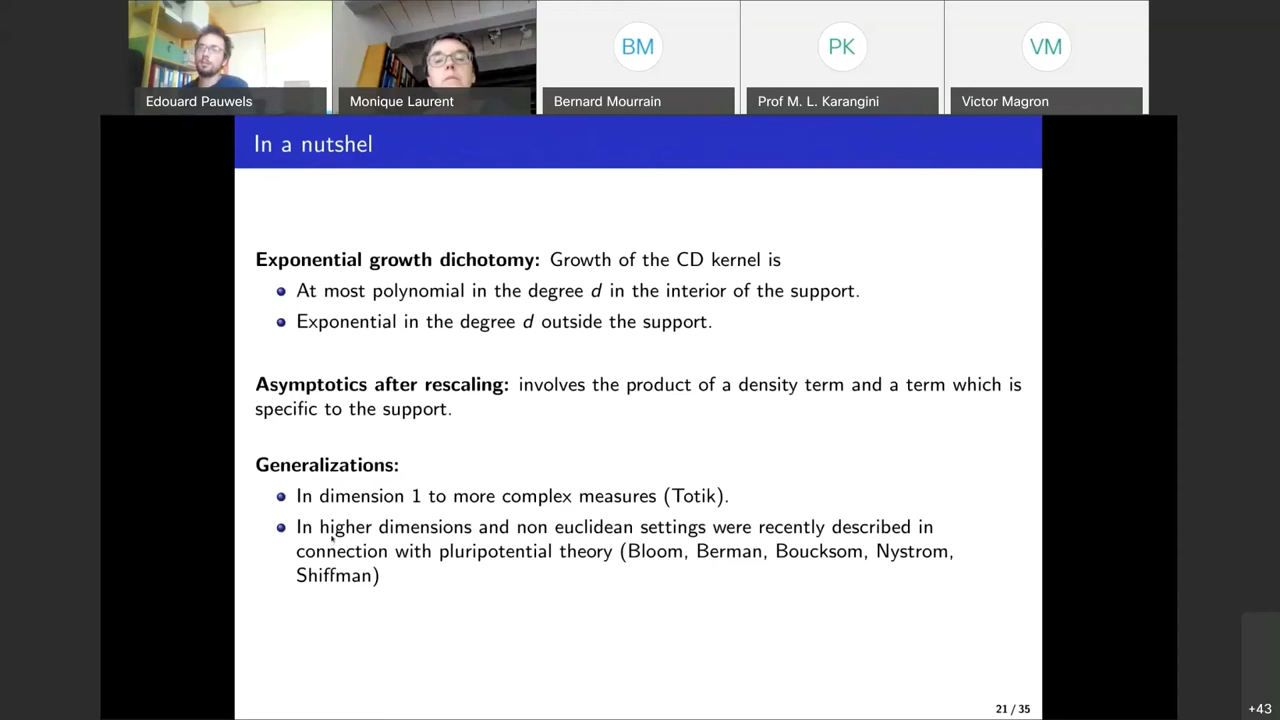 BM
PK
VM
Edouard Pauwels
Monique Laurent
Bernard Mourrain
Prof M. L. Karangini
Victor Magron
In a nutshel
Exponential growth dichotomy: Growth of the CD kernel is
At most polynomial in the degree d in the interior of the support.
Exponential in the degree d outside the support.
Asymptotics after rescaling: involves the product of a density term and a term which is
specific to the support.
Generalizations:
In dimension 1 to more complex measures (Totik).
In higher dimensions and non euclidean settings were recently described in
connection with pluripotential theory (Bloom, Berman, Boucksom, Nystrom,
Shiffman)
21 / 35
+43